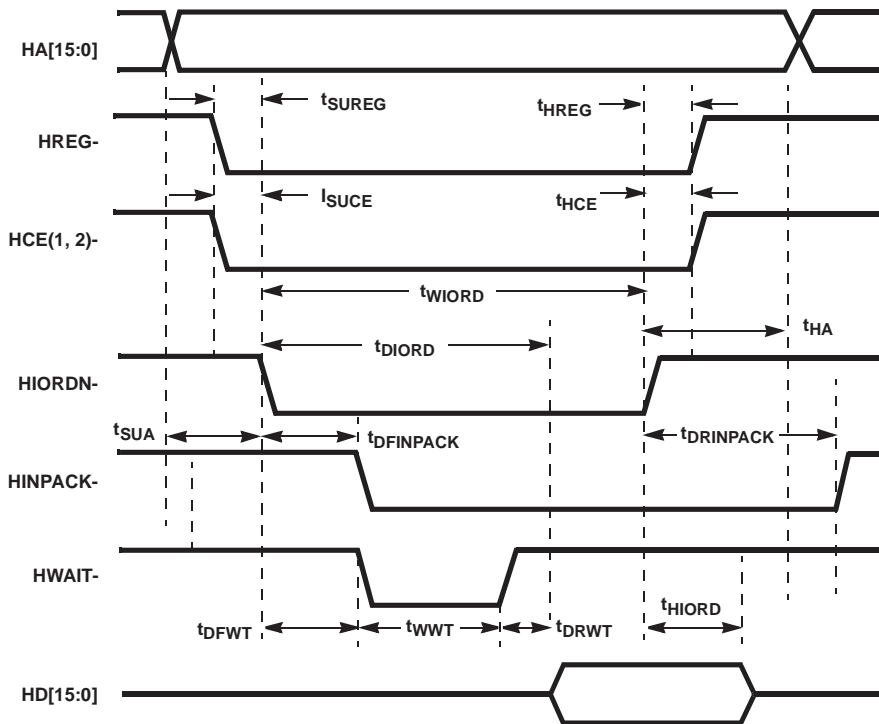 HA[15:0]
tSUREG
tHREG
HREG-
ISUCE
tHCE
HCE(1, 2)-
tWIORD
tHA
tDIORD
HIORDN-
tSUA
tDFINPACK
tDRINPACK
HINPACK-
HWAIT-
tHIORD
tDFWT
tWWT
tDRWT
HD[15:0]